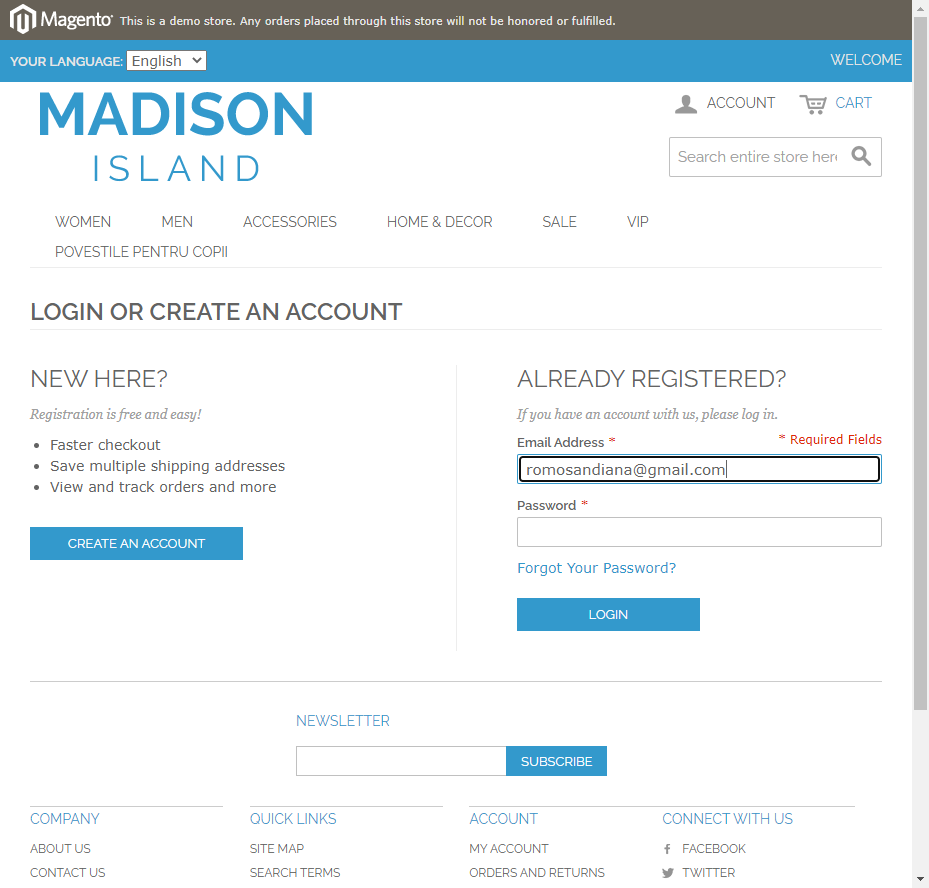 Magento This is a demo store. Any orders placed through this store will not be honored or fulfilled.
YOUR LANGUAGE: English WELCOME
MADISON
ISLAND
ACCOUNT CART
Search entire store here
WOMEN MEN ACCESSORIES HOME & DECOR SALE VIP
POVESTILE PENTRU COPII
LOGIN OR CREATE AN ACCOUNT
NEW HERE?
Registration is free and easy!
• Faster checkout
• Save multiple shipping addresses
• View and track orders and more
CREATE AN ACCOUNT
ALREADY REGISTERED?
If you have an account with us, please log in.
* Required Fields
Email Address *
romosandiana@gmail.com
Password *
Forgot Your Password?
LOGIN
NEWSLETTER
SUBSCRIBE
COMPANY
ABOUT US
CONTACT US
QUICK LINKS
SITE MAP
SEARCH TERMS
ACCOUNT
MY ACCOUNT
ORDERS AND RETURNS
CONNECT WITH US
FACEBOOK
TWITTER